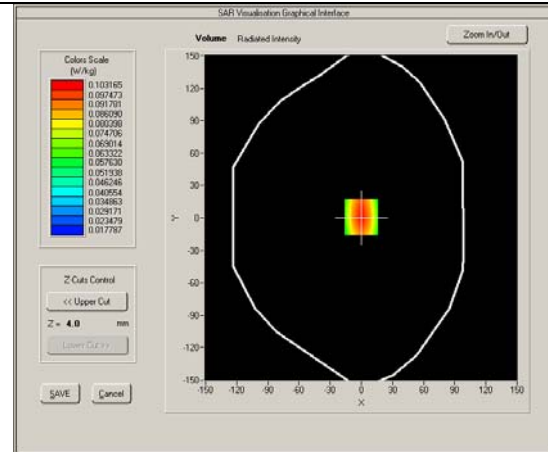 SAR Visualisation Graphical Interface
Volume Radiated Intensity
Zoom In/Out
Colors Scale
(W/kg)
0.103165
0.097473
0.091781
0.086090
0.080398
0.074706
0.069014
0.063322
0.057630
0.051938
0.046246
0.040554
0.034863
0.029171
0.023479
0.017787
Z-Cuts Control
<< Upper Cut
Z = 4.0 mm
Lower Cut >>
SAVE
Cancel
150
120
90
60
30
0
-30
-60
-90
-120
-150
Y
-150 -120 -90 -60 -30 0 30 60 90 120 150
X